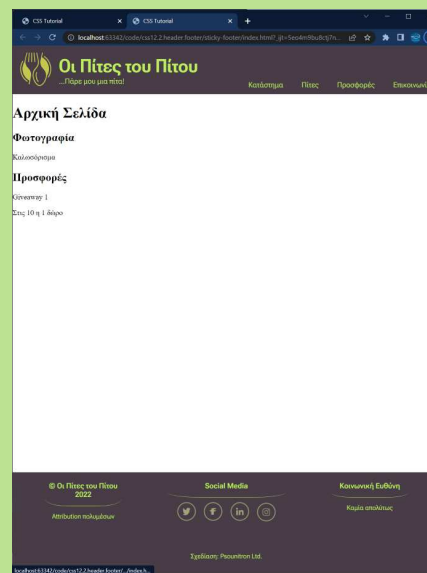 CSS Tutorial
CSS Tutorial
localhost:63342/code/css12.2.header footer/sticky-footer/index.html?_ijt=5eo4m9bu8ctj7n...
Οι Πίτες του Πίτου
...Πάρε μου μια πίτα!
Κατάστημα Πίτες Προσφορές Επικοινωνί
Αρχική Σελίδα
Φωτογραφία
Καλωσόρισμα
Προσφορές
Giveaway 1
Στις 10 η 1 δώρο
© Οι Πίτες του Πίτου
2022
Attribution πολυμέσων
Social Media
Κοινωνική Ευθύνη
Καμία απολύτως
Σχεδίαση: Psounitron Ltd.
localhost:63342/code/css12.2.header footer/.../index.h...